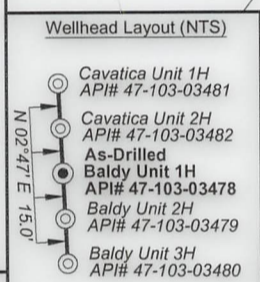 Wellhead Layout (NTS)
Cavatica Unit 1H
API# 47-103-03481
Cavatica Unit 2H
API# 47-103-03482
As-Drilled
Baldy Unit 1H
API# 47-103-03478
Baldy Unit 2H
API# 47-103-03479
Baldy Unit 3H
API# 47-103-03480
N 02°47' E 15.0'